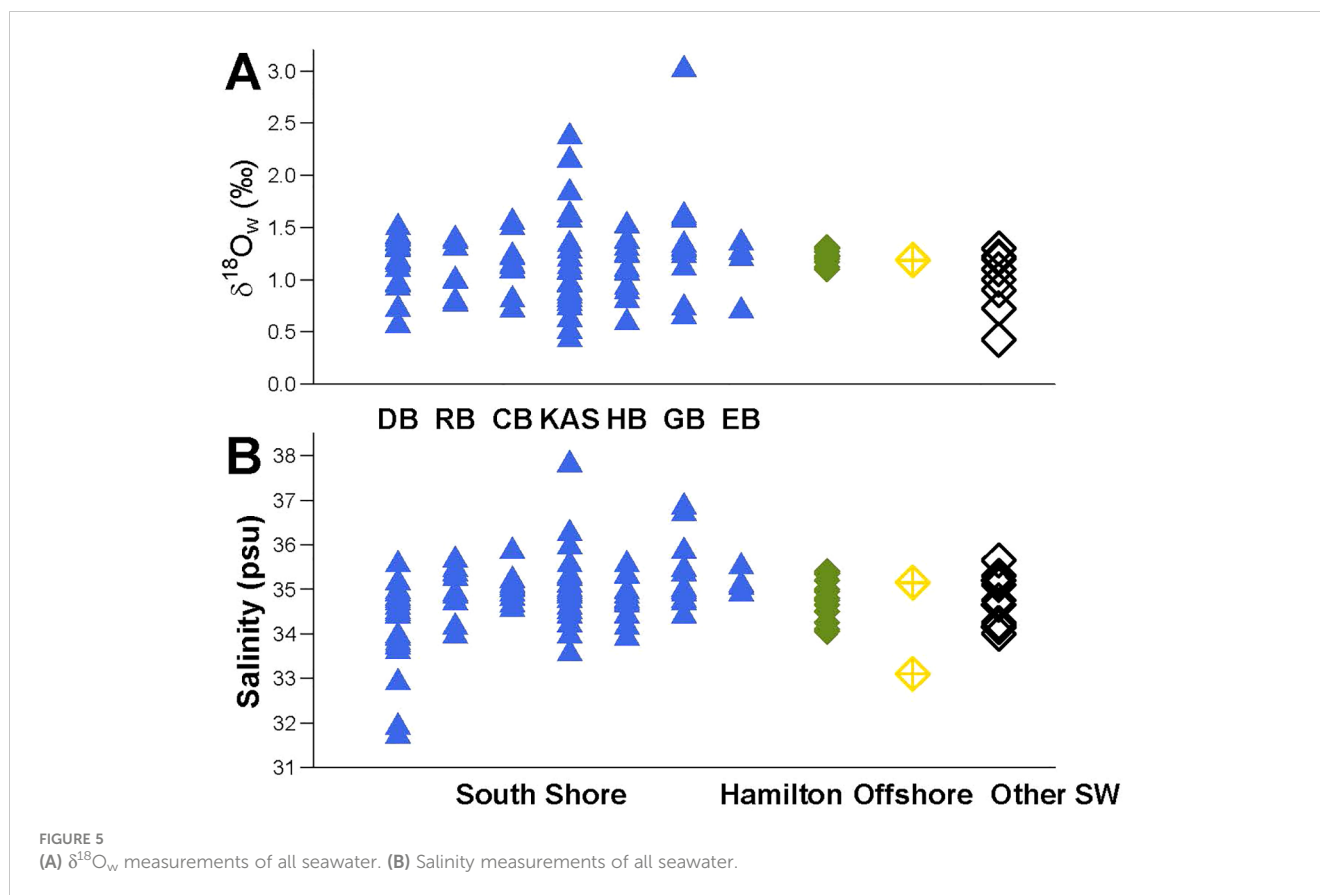 A
3.0
2.5
2.0
1.5
1.0
0.5
0.0
δ¹⁸O_w (‰)
DB RB CB KAS HB GB EB
B
38
37
36
35
34
33
32
31
Salinity (psu)
South Shore Hamilton Offshore Other SW
FIGURE 5
(A) δ¹⁸O_w measurements of all seawater. (B) Salinity measurements of all seawater.